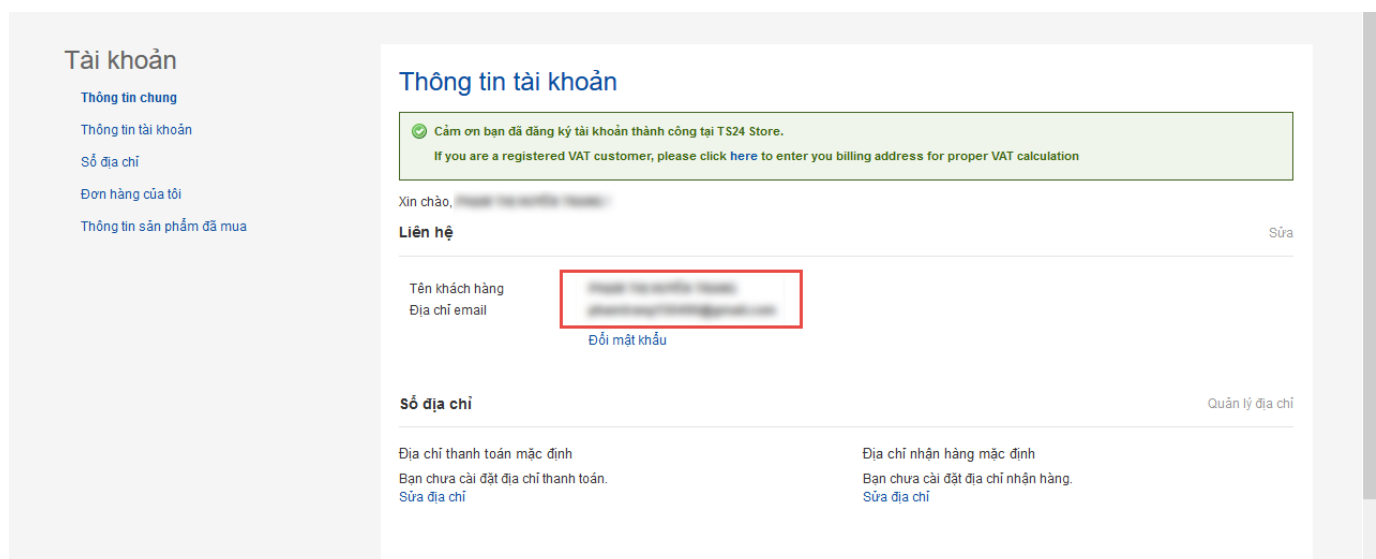 Tài khoản
Thông tin chung
Thông tin tài khoản
Sổ địa chỉ
Đơn hàng của tôi
Thông tin sản phẩm đã mua
Thông tin tài khoản
Cảm ơn bạn đã đăng ký tài khoản thành công tại TS24 Store.
If you are a registered VAT customer, please click here to enter you billing address for proper VAT calculation
Xin chào,
Liên hệ
Sửa
Tên khách hàng
Địa chỉ email
Đổi mật khẩu
Sổ địa chỉ
Quản lý địa chỉ
Địa chỉ thanh toán mặc định
Bạn chưa cài đặt địa chỉ thanh toán.
Sửa địa chỉ
Địa chỉ nhận hàng mặc định
Bạn chưa cài đặt địa chỉ nhận hàng.
Sửa địa chỉ